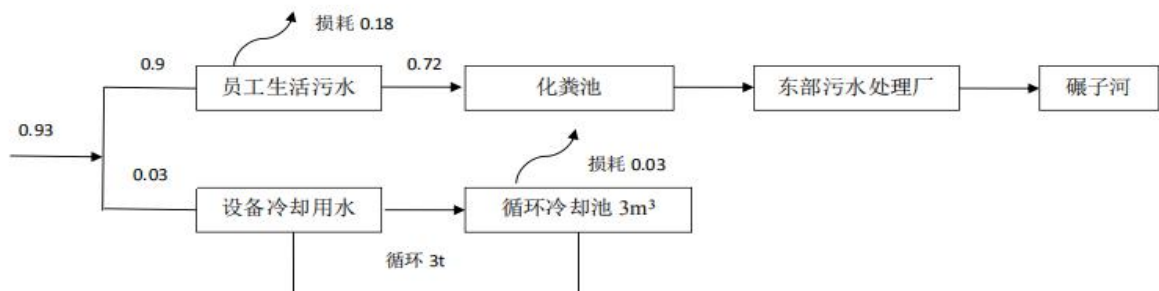 损耗 0.18
0.9
员工生活污水
0.72
化粪池
东部污水处理厂
碾子河
0.93
0.03
损耗 0.03
设备冷却用水
循环冷却池 3m³
循环 3t